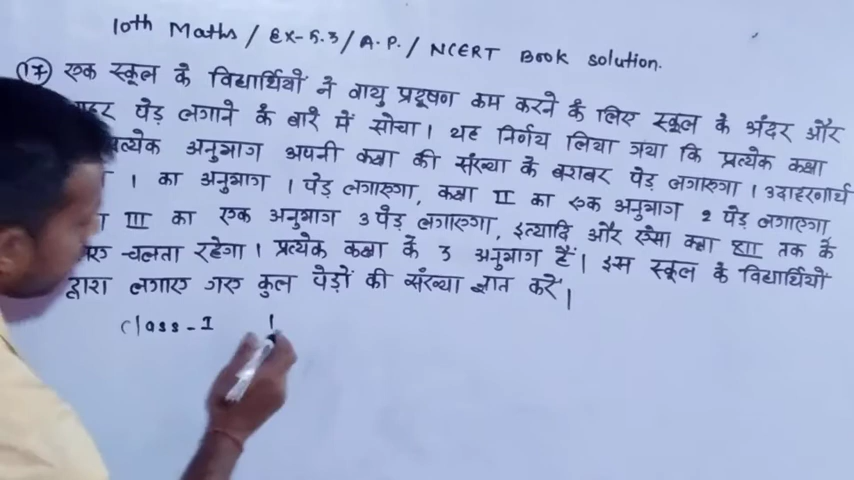 10th Maths / Ex-5.3 / A.P. / NCERT Book solution.
(17) एक स्कूल के विद्यार्थियों ने वायु प्रदूषण कम करने के लिए स्कूल के अंदर और
पेड़ लगाने के बारे में सोचा। यह निर्णय लिया गया कि प्रत्येक कक्षा
अनुभाग अपनी कक्षा की संख्या के बराबर पेड़ लगाएगा। उदाहरणार्थ
1 का अनुभाग 1 पेड़ लगाएगा, कक्षा II का एक अनुभाग 2 पेड़ लगाएगा
III का एक अनुभाग 3 पेड़ लगाएगा, इत्यादि और ऐसा कक्षा XII तक के
चलता रहेगा। प्रत्येक कक्षा के 3 अनुभाग हैं। इस स्कूल के विद्यार्थियों
द्वारा लगाए गए कुल पेड़ों की संख्या ज्ञात करें।
Class-I 1